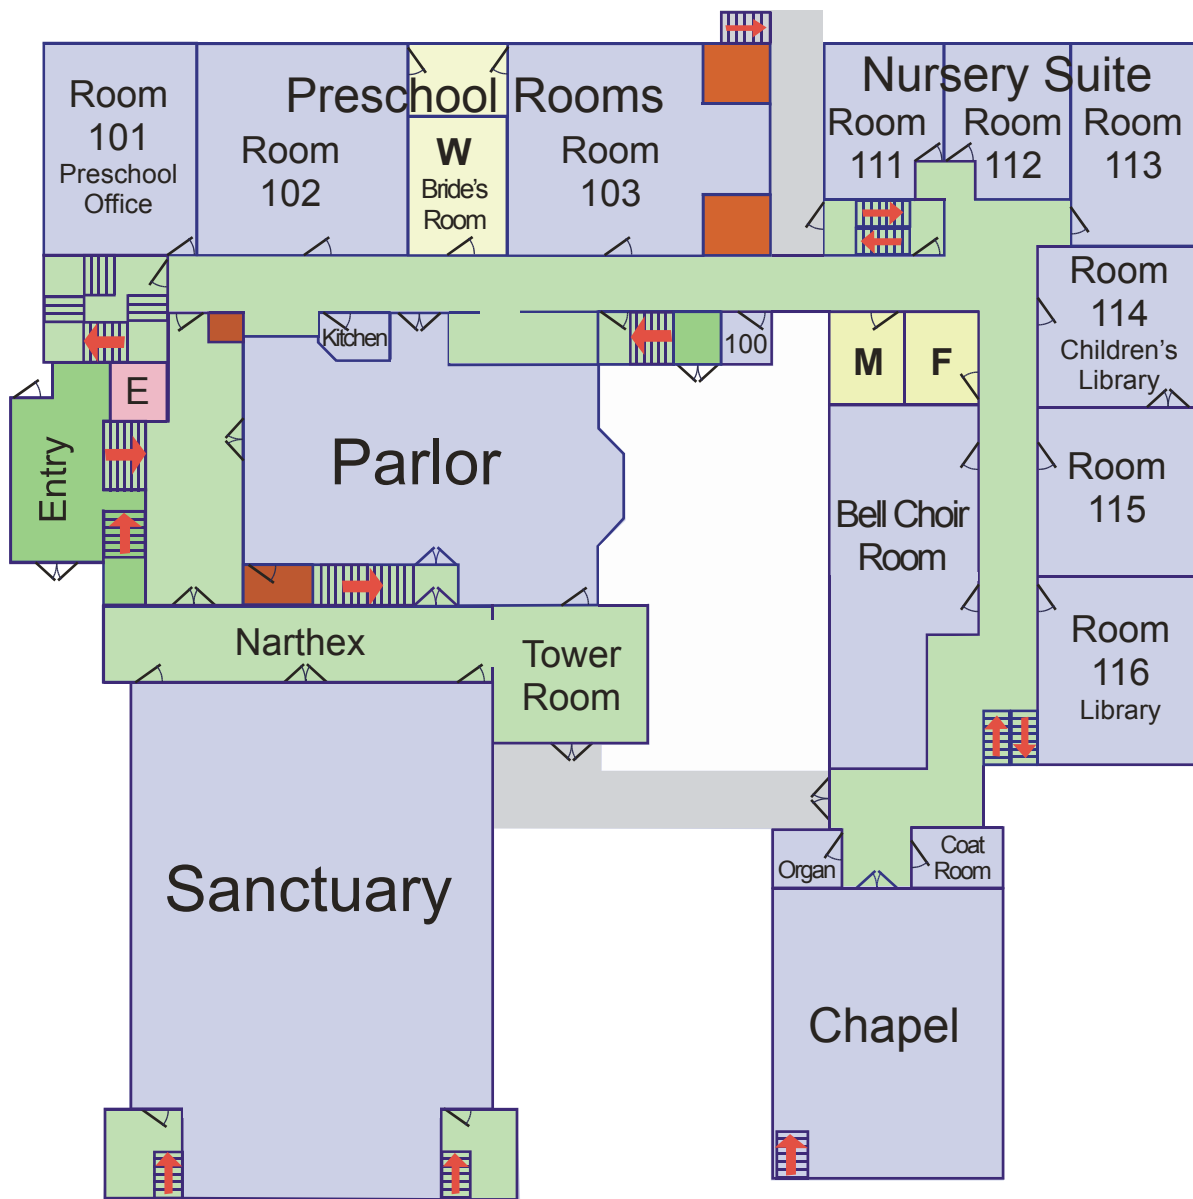 Preschool Rooms
Nursery Suite
Room
101
Preschool
Office
Room
102
W
Bride's
Room
Room
103
Room
111
Room
112
Room
113
Room
114
Children's
Library
Kitchen
100
M
F
E
Entry
Parlor
Bell Choir
Room
Room
115
Room
116
Library
Narthex
Tower
Room
Sanctuary
Organ
Coat
Room
Chapel